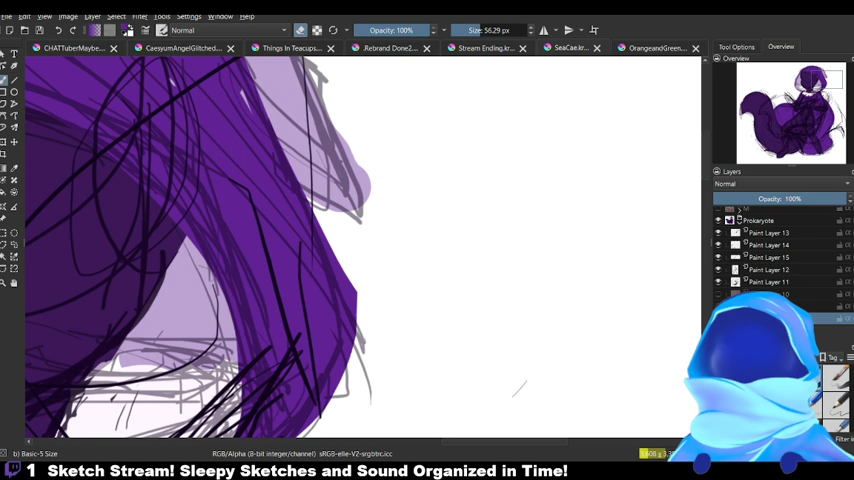 Edit View Image Layer Select Filter Tools Settings Window Help
Normal
Opacity: 100%
Size: 56.29 px
CHATTuberMaybe...
CaesyumAngelGlitched...
Things In Teacups...
.Rebrand Done2...
Stream Ending.kr...
SeaCae.kr...
OrangeandGreen...
Tool Options
Overview
Overview
Layers
Normal
Opacity: 100%
Prokaryote
Paint Layer 13
Paint Layer 14
Paint Layer 15
Paint Layer 12
Paint Layer 11
Tag
Filter in
b) Basic-5 Size
RGB/Alpha (8-bit integer/channel) sRGB-elle-V2-srgbtrc.icc
1 Sketch Stream! Sleepy Sketches and Sound Organized in Time!